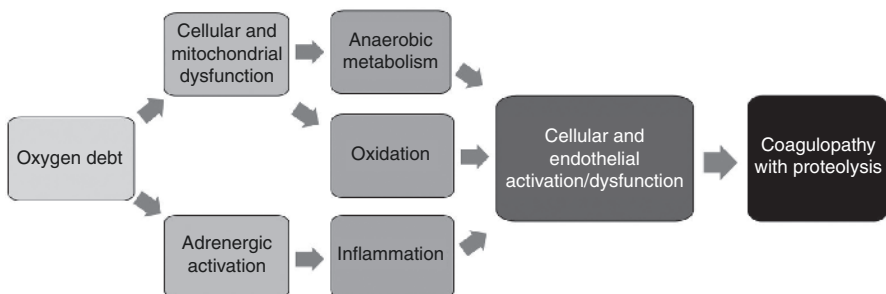 Oxygen debt
Cellular and
mitochondrial
dysfunction
Adrenergic
activation
Anaerobic
metabolism
Oxidation
Inflammation
Cellular and
endothelial
activation/dysfunction
Coagulopathy
with proteolysis